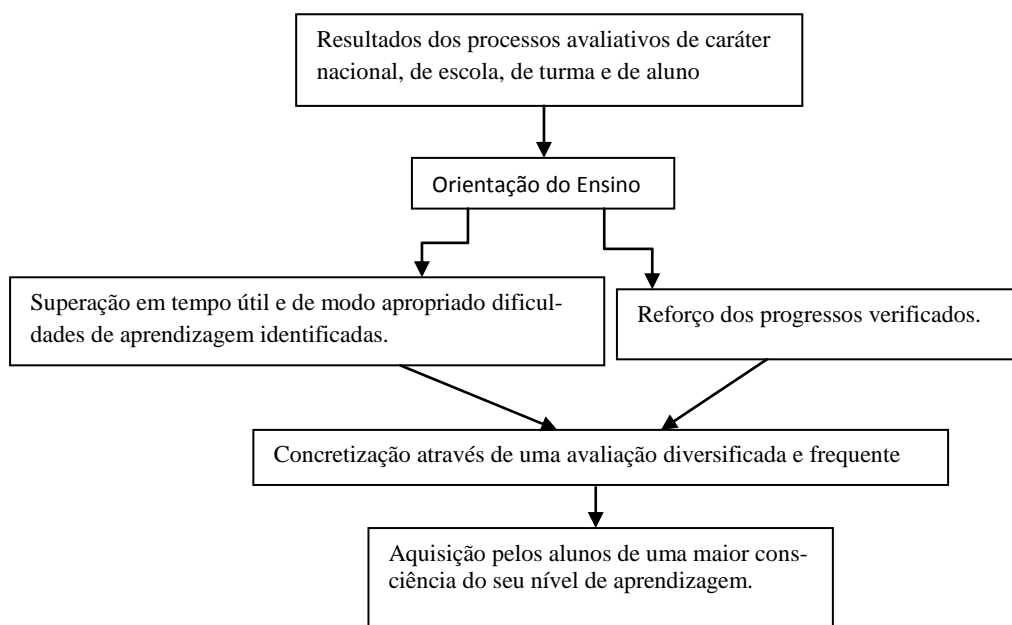 Resultados dos processos avaliativos de caráter
nacional, de escola, de turma e de aluno
Orientação do Ensino
Superação em tempo útil e de modo apropriado dificul-
dades de aprendizagem identificadas.
Reforço dos progressos verificados.
Concretização através de uma avaliação diversificada e frequente
Aquisição pelos alunos de uma maior cons-
ciência do seu nível de aprendizagem.